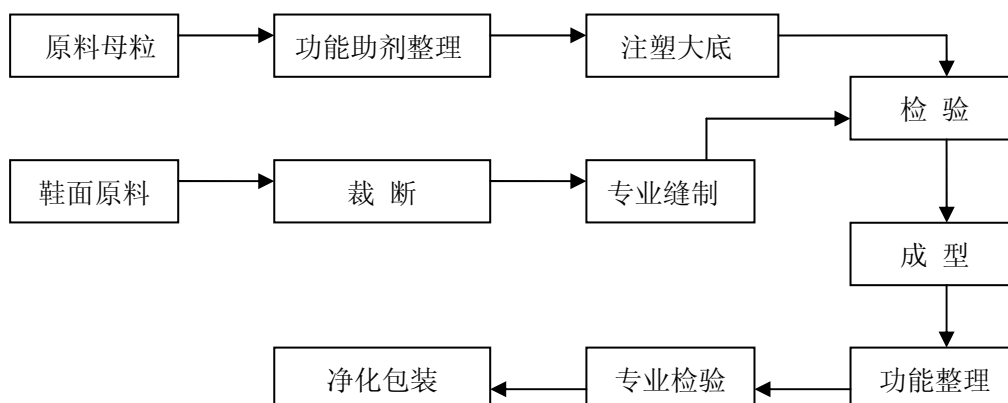 原料母粒
功能助剂整理
注塑大底
检 验
鞋面原料
裁 断
专业缝制
成 型
净化包装
专业检验
功能整理